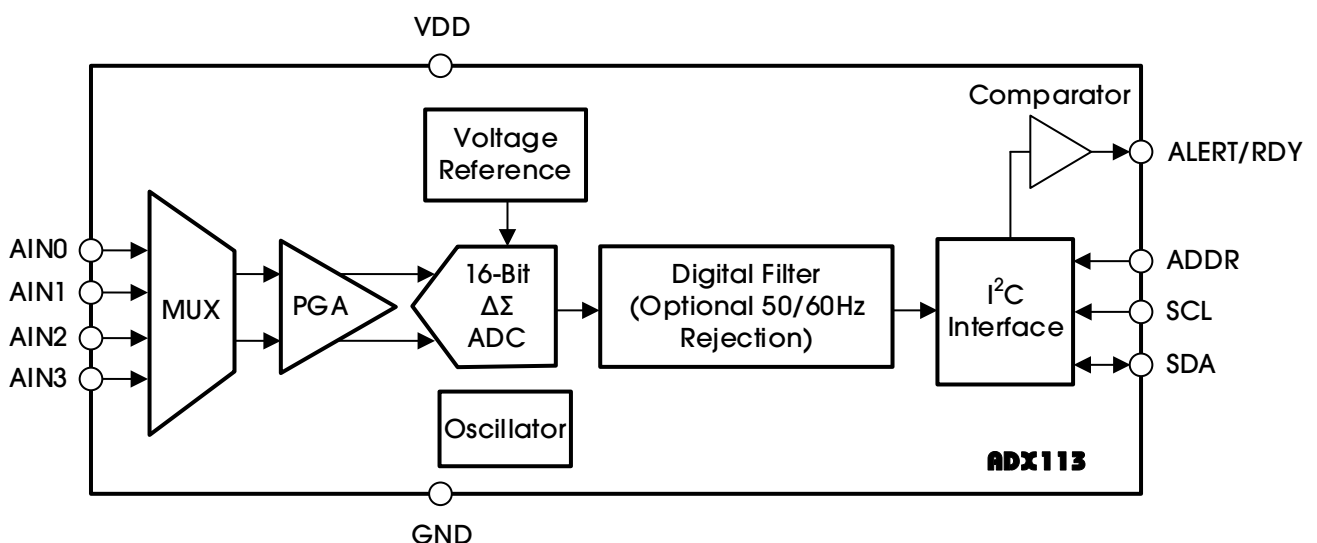 VDD
Comparator
Voltage
Reference
ALERT/RDY
AIN0
AIN1
AIN2
AIN3
MUX
PGA
16-Bit
ΔΣ
ADC
Digital Filter
(Optional 50/60Hz
Rejection)
I²C
Interface
ADDR
SCL
SDA
Oscillator
ADX113
GND